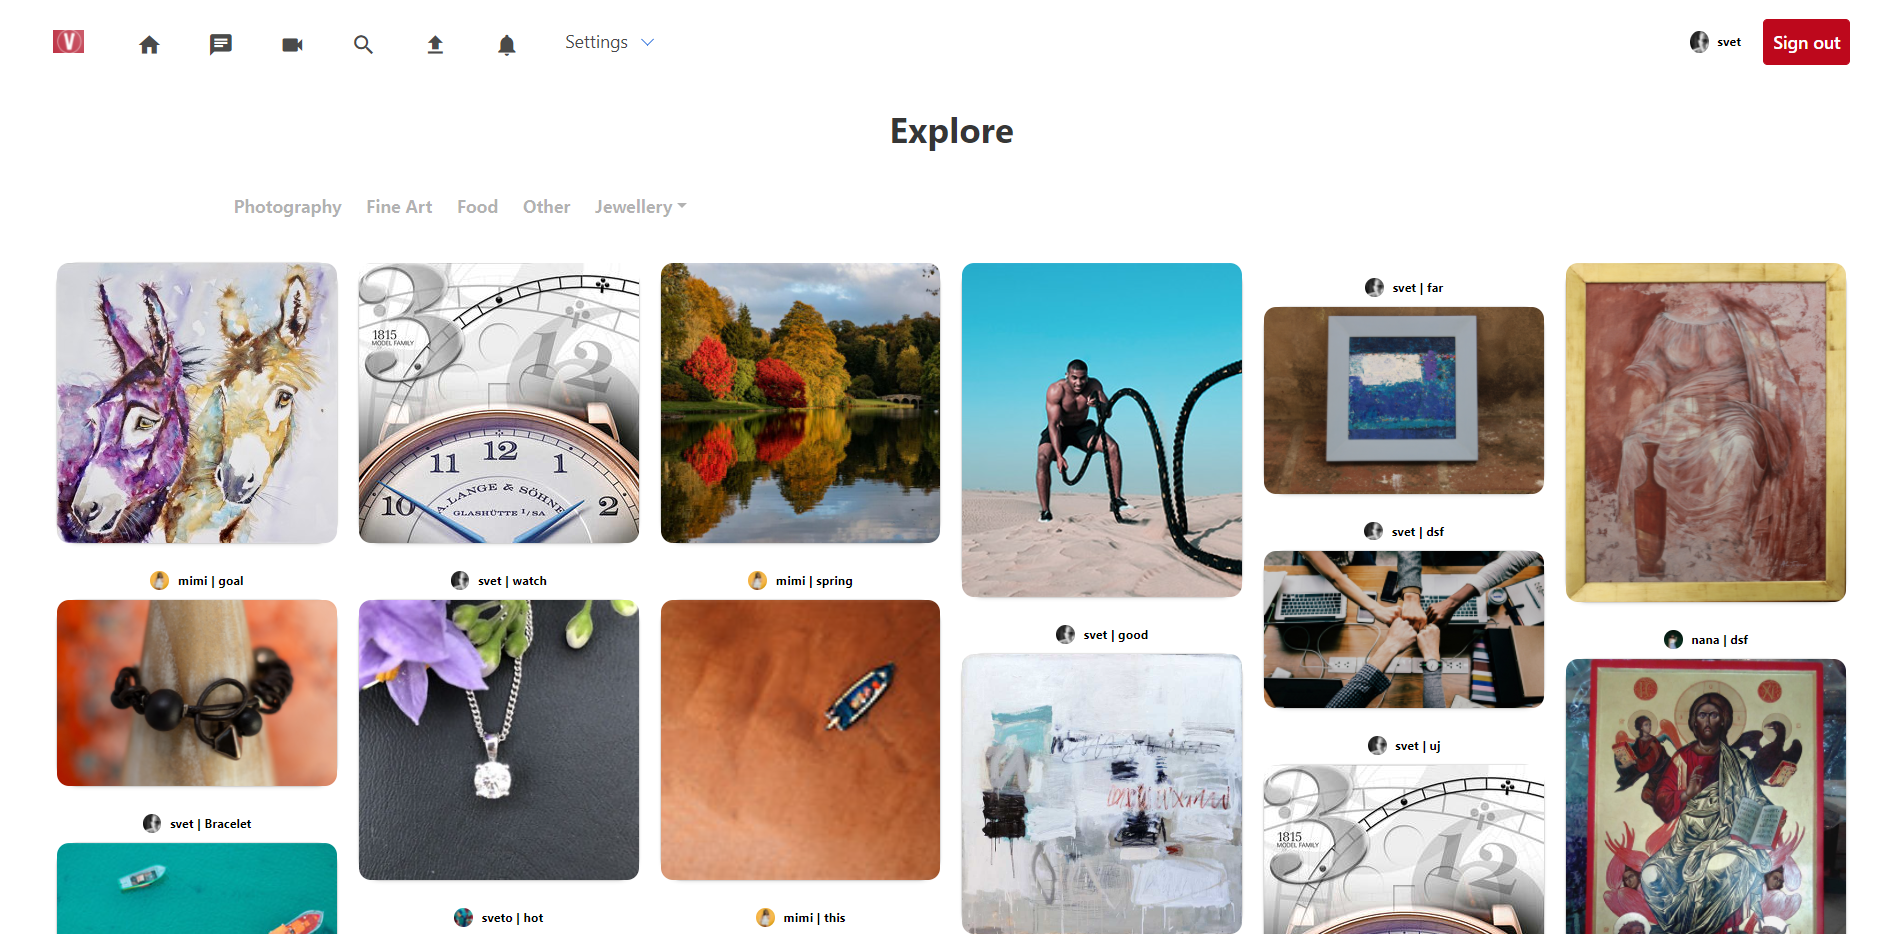 V
Settings
svet
Sign out
Explore
Photography Fine Art Food Other Jewellery
1815
MODEL FAMILY
3
12
12
11
1
10
2
A. LANGE & SÖHNE
GLASHÜTTE I/SA
mimi | goal
svet | watch
mimi | spring
svet | good
svet | far
svet | dsf
svet | uj
nana | dsf
svet | Bracelet
sveto | hot
mimi | this
3
12
1815
MODEL FAMILY